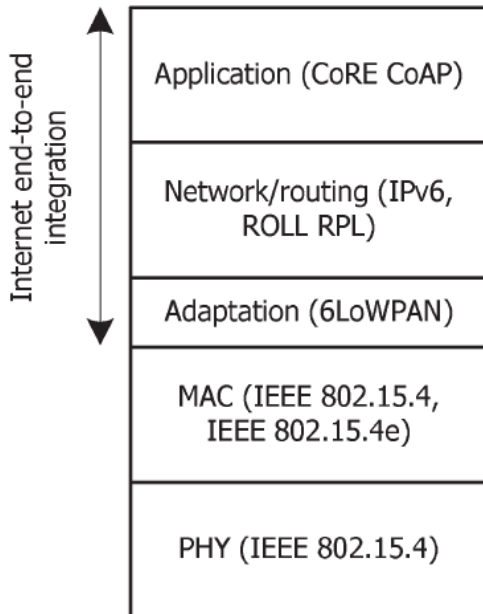 Internet end-to-end
integration
Application (CoRE CoAP)
Network/routing (IPv6,
ROLL RPL)
Adaptation (6LoWPAN)
MAC (IEEE 802.15.4,
IEEE 802.15.4e)
PHY (IEEE 802.15.4)